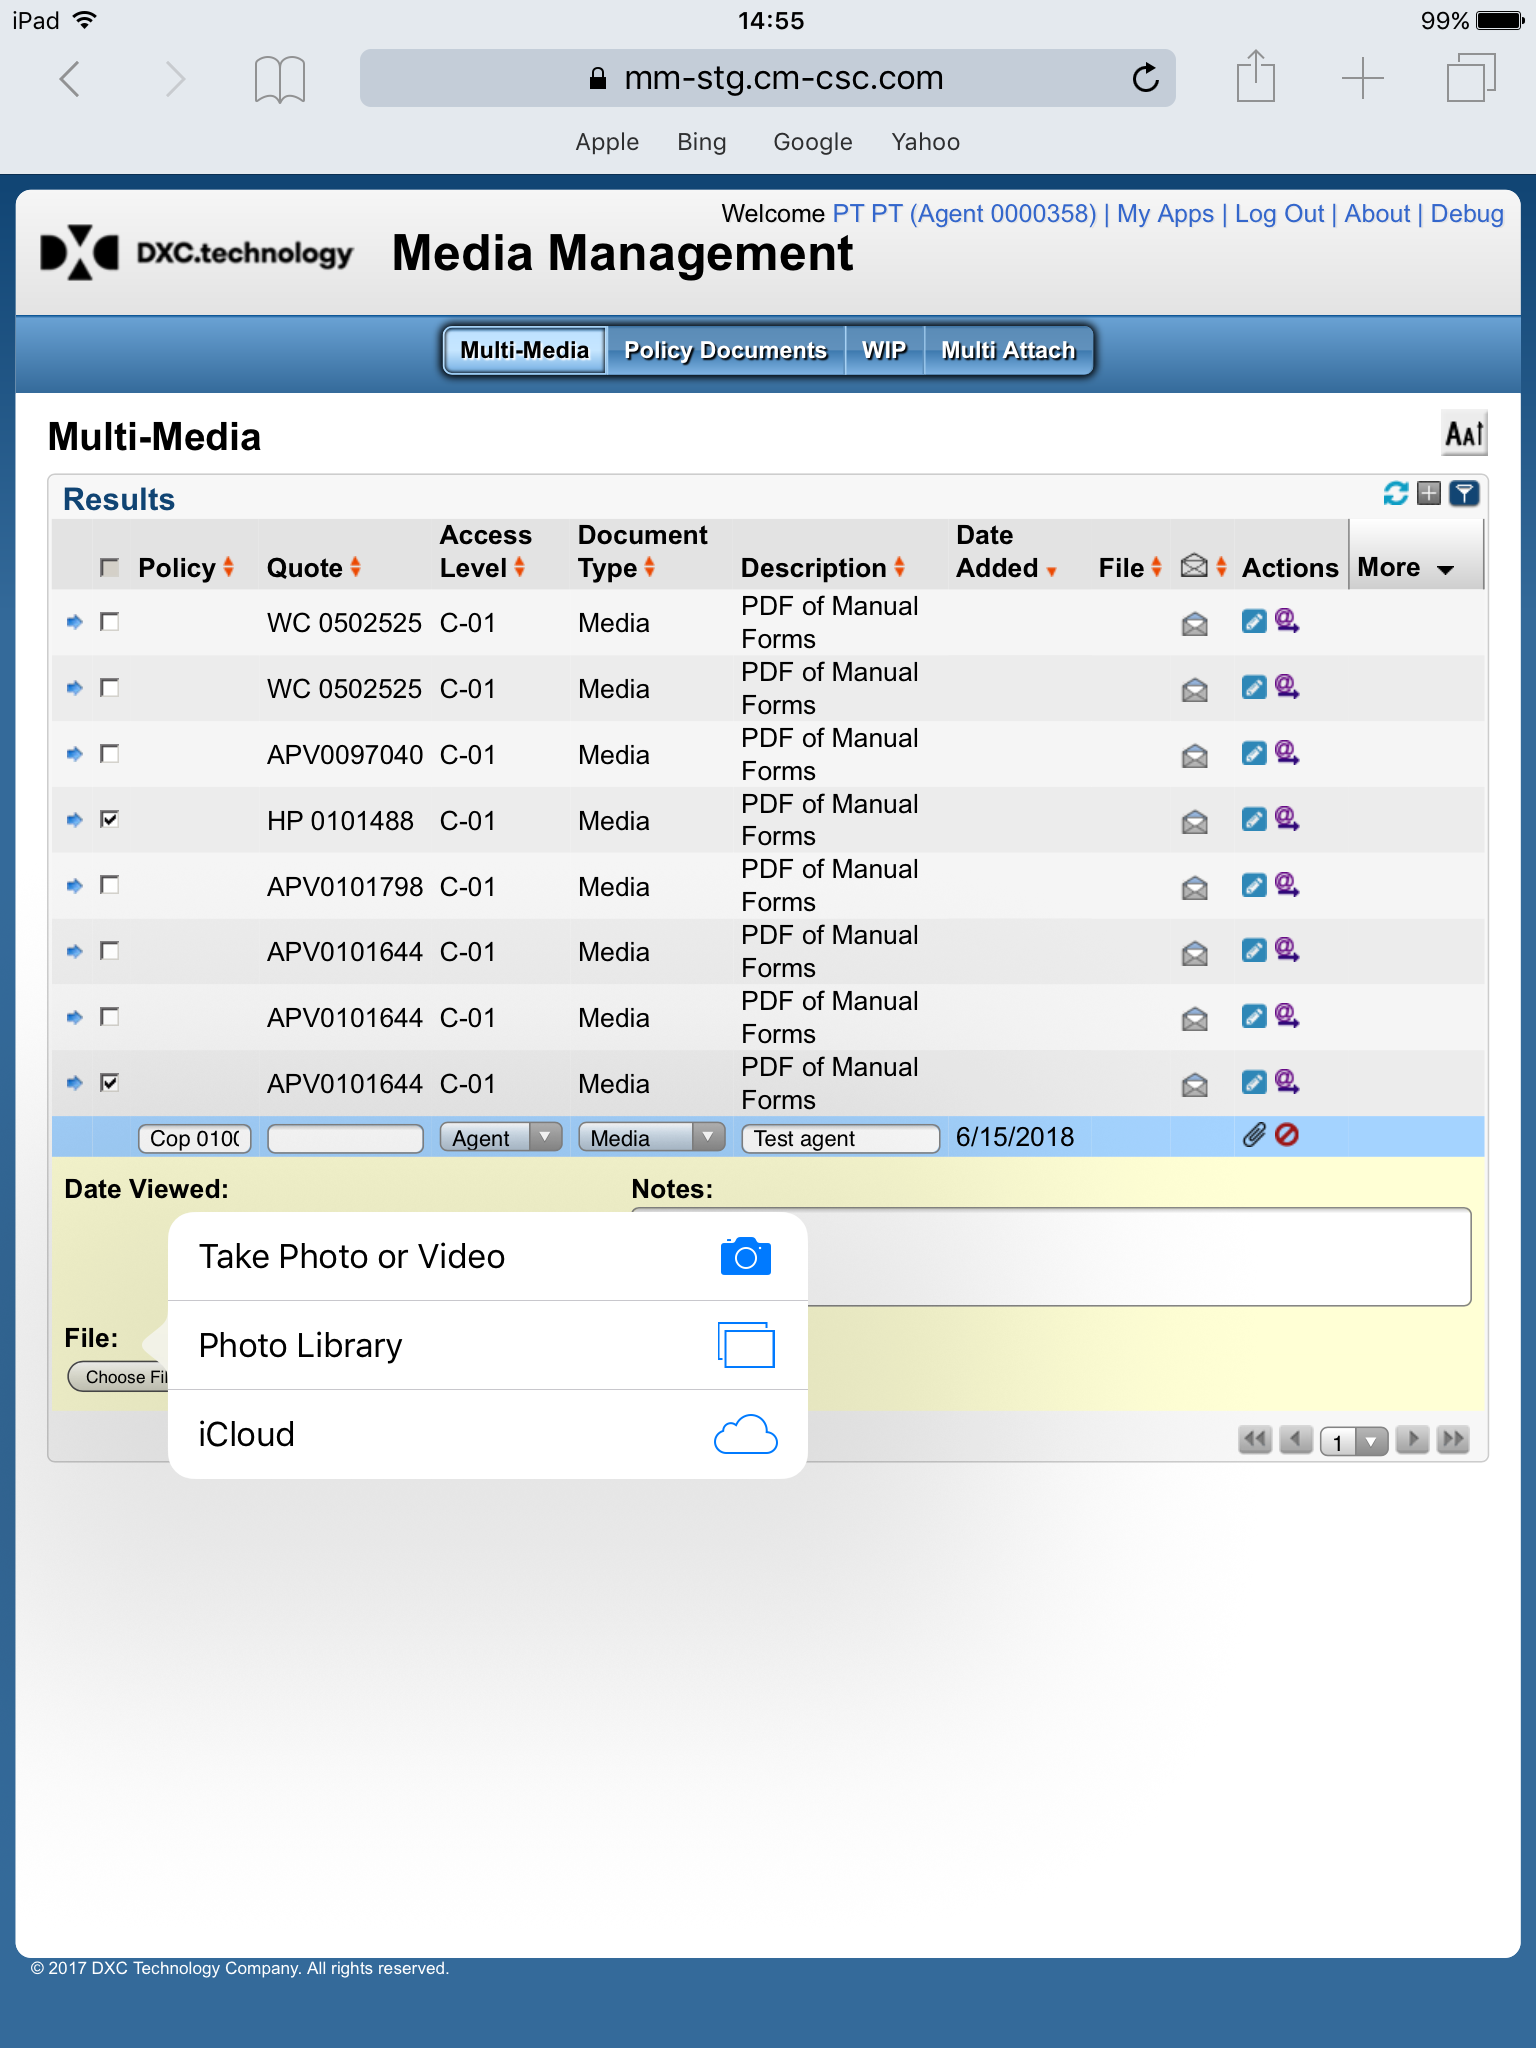 iPad 14:55 99%
mm-stg.cm-csc.com
Apple Bing Google Yahoo
Welcome PT PT (Agent 0000358) | My Apps | Log Out | About | Debug
DXC.technology Media Management
Multi-Media Policy Documents WIP Multi Attach
Multi-Media AA
Results
Policy Quote Access Level Document Type Description Date Added File Actions More
WC 0502525 C-01 Media PDF of Manual Forms
WC 0502525 C-01 Media PDF of Manual Forms
APV0097040 C-01 Media PDF of Manual Forms
HP 0101488 C-01 Media PDF of Manual Forms
APV0101798 C-01 Media PDF of Manual Forms
APV0101644 C-01 Media PDF of Manual Forms
APV0101644 C-01 Media PDF of Manual Forms
APV0101644 C-01 Media PDF of Manual Forms
Cop 010 Agent Media Test agent 6/15/2018
Date Viewed: Notes:
Take Photo or Video
File:
Photo Library
Choose Fil
iCloud
1
© 2017 DXC Technology Company. All rights reserved.